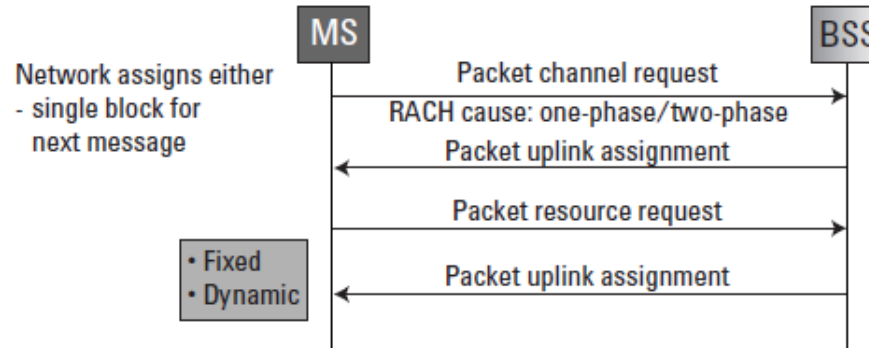 MS
BSS
Network assigns either
- single block for
next message
Packet channel request
RACH cause: one-phase/two-phase
Packet uplink assignment
Packet resource request
• Fixed
• Dynamic
Packet uplink assignment